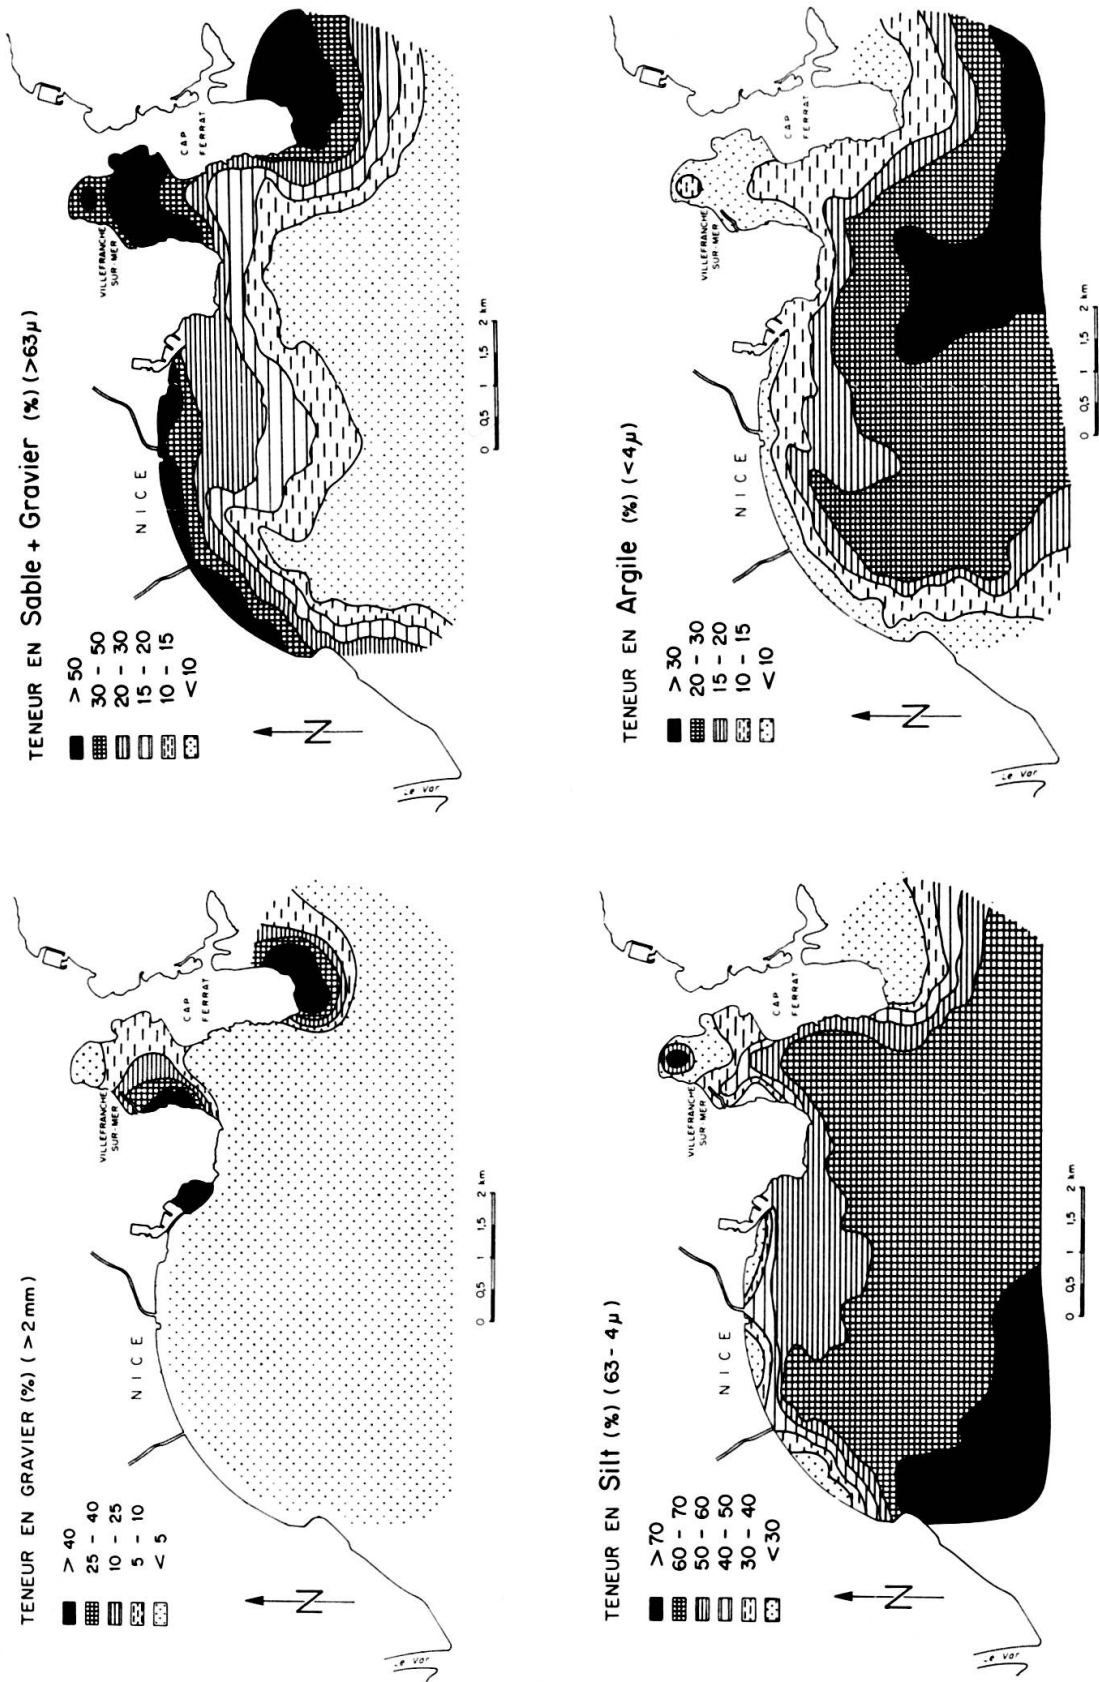 TENEUR EN GRAVIER (%) (>2mm)
>40
25 - 40
10 - 25
5 - 10
<5
N
Le Var
NICE
VILLEFRANCHE
SUR-MER
CAP
FERRAT
0 0,5 1 1,5 2 km
TENEUR EN Sable + Gravier (%) (>63µ)
>50
30 - 50
20 - 30
15 - 20
10 - 15
<10
N
Le Var
NICE
VILLEFRANCHE
SUR-MER
CAP
FERRAT
0 0,5 1 1,5 2 km
TENEUR EN Silt (%) (63 - 4µ)
>70
60 - 70
50 - 60
40 - 50
30 - 40
<30
N
Le Var
NICE
VILLEFRANCHE
SUR-MER
CAP
FERRAT
0 0,5 1 1,5 2 km
TENEUR EN Argile (%) (<4µ)
>30
20 - 30
15 - 20
10 - 15
<10
N
Le Var
NICE
VILLEFRANCHE
SUR-MER
CAP
FERRAT
0 0,5 1 1,5 2 km